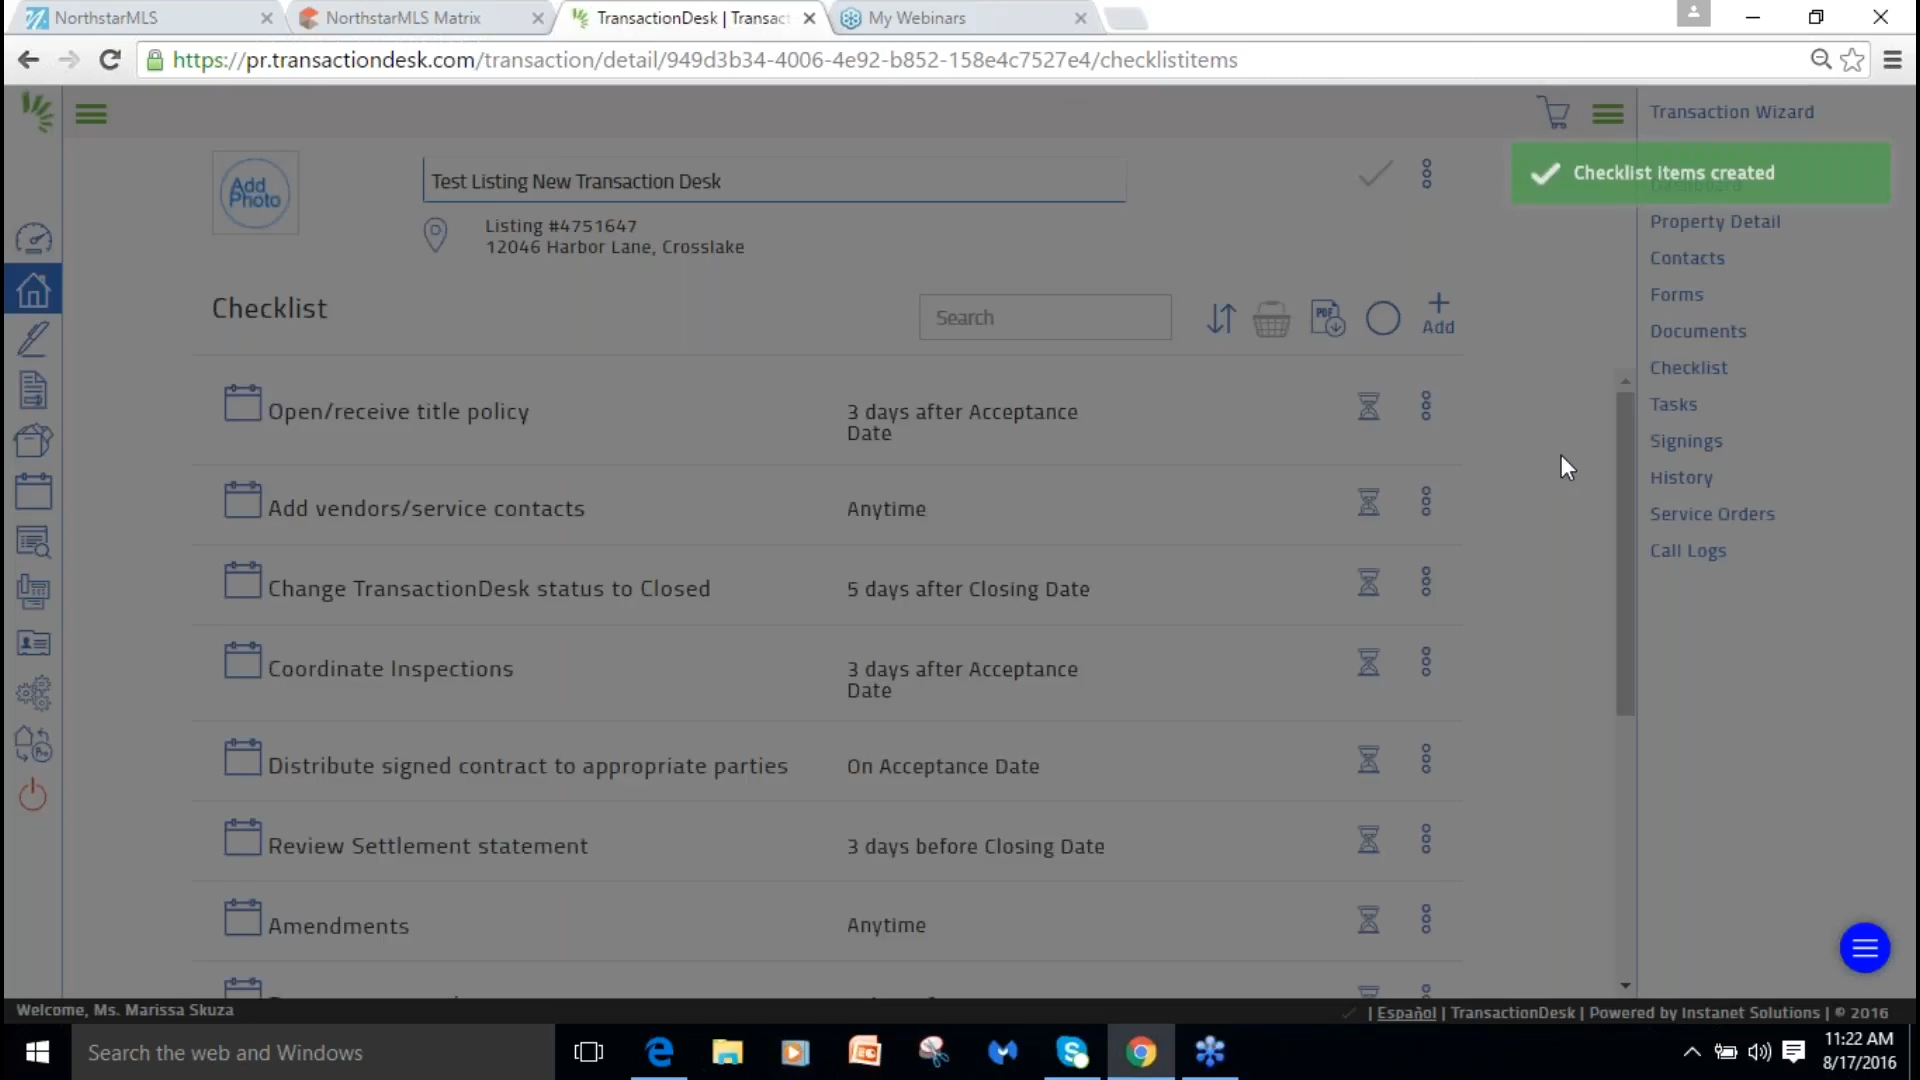 NorthstarMLS
NorthstarMLS Matrix
TransactionDesk | Transact
My Webinars
https://pr.transactiondesk.com/transaction/detail/949d3b34-4006-4e92-b852-158e4c7527e4/checklistitems
Transaction Wizard
Checklist items created
Dashboard
Add
Photo
Test Listing New Transaction Desk
Listing #4751647
12046 Harbor Lane, Crosslake
Property Detail
Contacts
Forms
Documents
Checklist
Tasks
Signings
History
Service Orders
Call Logs
Checklist
Search
PDF
Add
Open/receive title policy
3 days after Acceptance
Date
Add vendors/service contacts
Anytime
Change TransactionDesk status to Closed
5 days after Closing Date
Coordinate Inspections
3 days after Acceptance
Date
Distribute signed contract to appropriate parties
On Acceptance Date
Review Settlement statement
3 days before Closing Date
Amendments
Anytime
Welcome, Ms. Marissa Skuza
| Español | TransactionDesk | Powered by Instanet Solutions | © 2016
Search the web and Windows
11:22 AM
8/17/2016